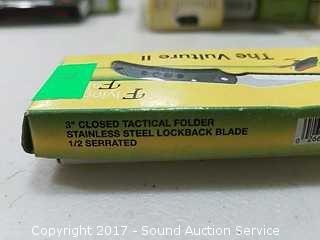 The Vulture II
3" CLOSED TACTICAL FOLDER
STAINLESS STEEL LOCKBACK BLADE
1/2 SERRATED
Copyright 2017 - Sound Auction Service